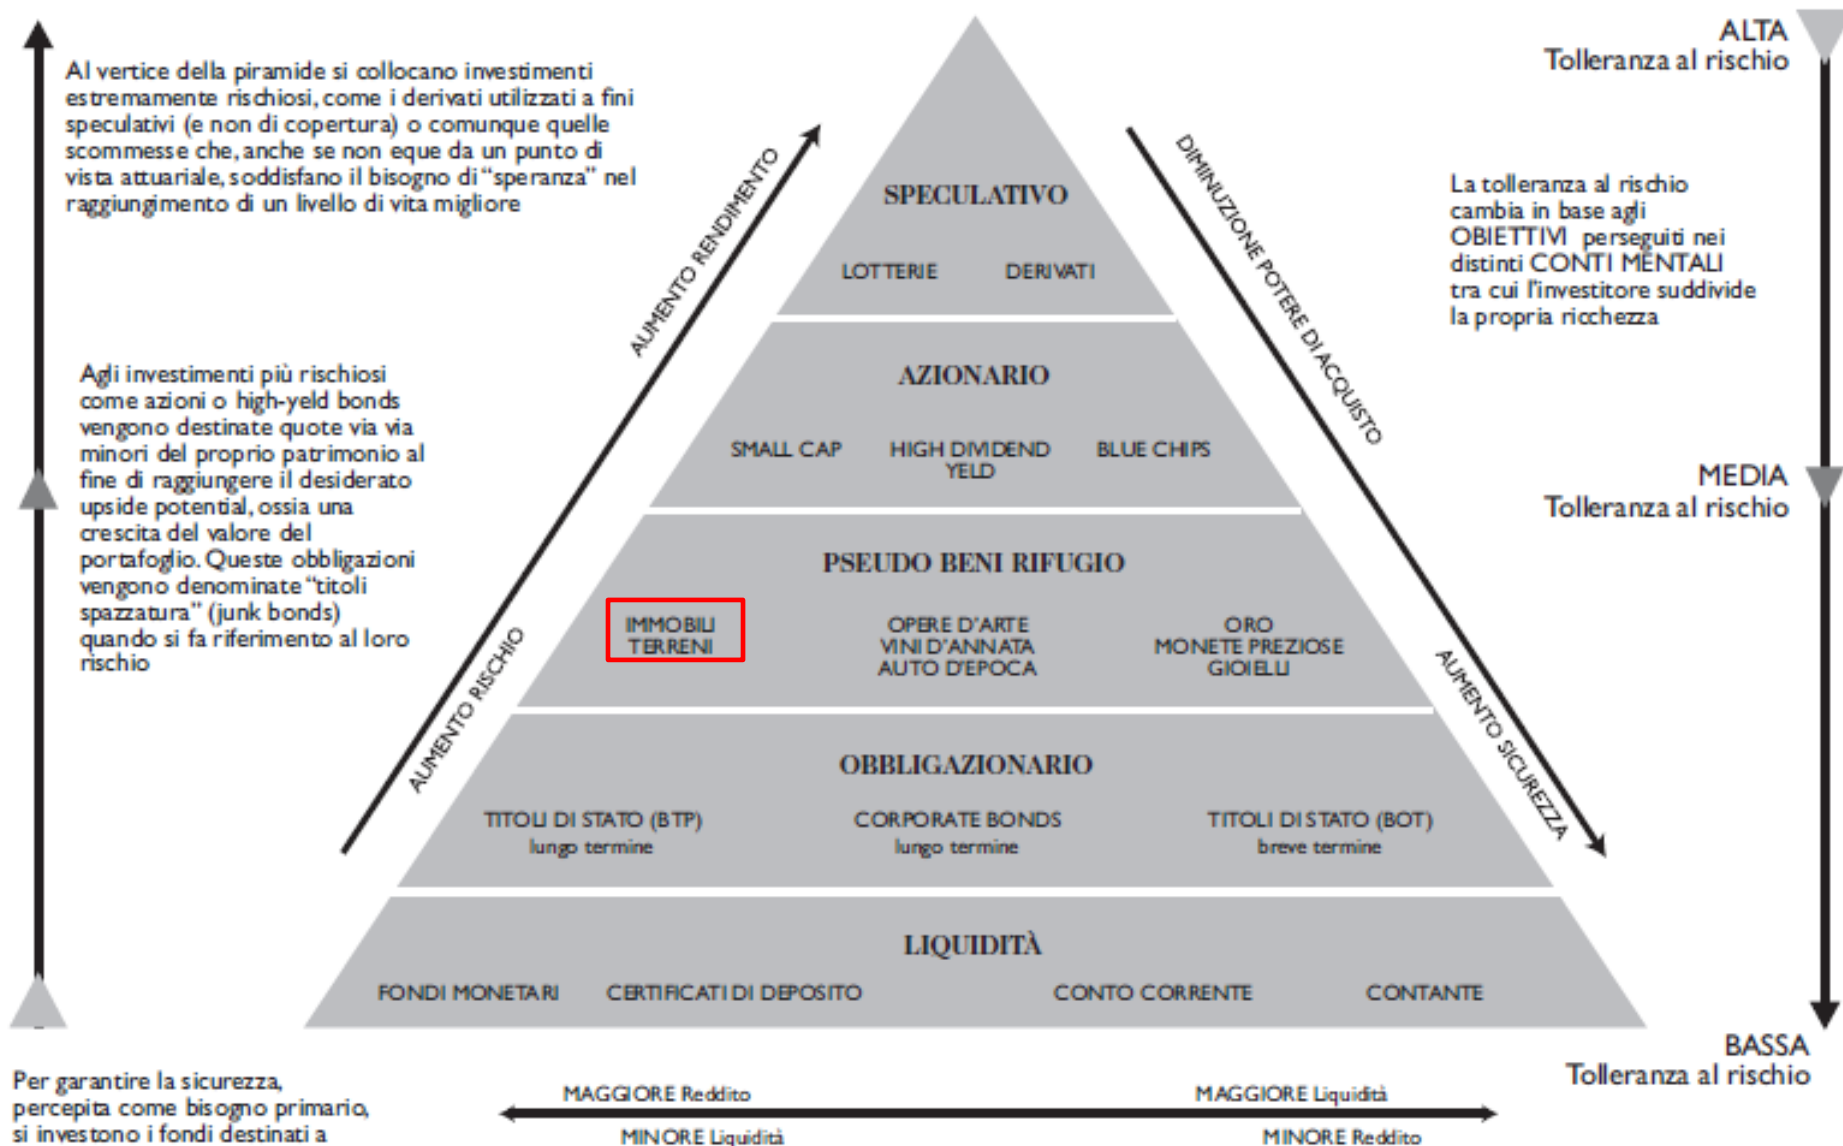 ALTA
Tolleranza al rischio
Al vertice della piramide si collocano investimenti
estremamente rischiosi, come i derivati utilizzati a fini
speculativi (e non di copertura) o comunque quelle
scommesse che, anche se non eque da un punto di
vista attuariale, soddisfano il bisogno di “speranza” nel
raggiungimento di un livello di vita migliore
AUMENTO RENDIMENTO
AUMENTO RISCHIO
SPECULATIVO
LOTTERIE
DERIVATI
DIMINUZIONE POTERE DI ACQUISTO
AUMENTO SICUREZZA
La tolleranza al rischio
cambia in base agli
OBIETTIVI perseguiti nei
distinti CONTI MENTALI
tra cui l'investitore suddivide
la propria ricchezza
Agli investimenti più rischiosi
come azioni o high-yeld bonds
vengono destinate quote via via
minori del proprio patrimonio al
fine di raggiungere il desiderato
upside potential, ossia una
crescita del valore del
portafoglio. Queste obbligazioni
vengono denominate “titoli
spazzatura” (junk bonds)
quando si fa riferimento al loro
rischio
AZIONARIO
SMALL CAP
HIGH DIVIDEND
YELD
BLUE CHIPS
MEDIA
Tolleranza al rischio
PSEUDO BENI RIFUGIO
IMMOBILI
TERRENI
OPERE D'ARTE
VINI D'ANNATA
AUTO D'EPOCA
ORO
MONETE PREZIOSE
GIOIELLI
OBBLIGAZIONARIO
TITOLI DI STATO (BTP)
lungo termine
CORPORATE BONDS
lungo termine
TITOLI DI STATO (BOT)
breve termine
LIQUIDITÀ
FONDI MONETARI
CERTIFICATI DI DEPOSITO
CONTO CORRENTE
CONTANTE
BASSA
Tolleranza al rischio
Per garantire la sicurezza,
percepita come bisogno primario,
si investono i fondi destinati a
MAGGIORE Reddito
MINORE Liquidità
MAGGIORE Liquidità
MINORE Reddito